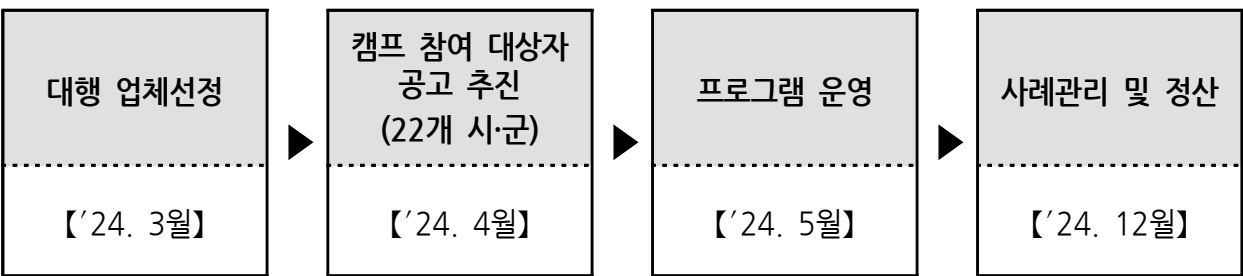 대행 업체선정
【′24. 3월】
▶
캠프 참여 대상자
공고 추진
(22개 시·군)
【′24. 4월】
▶
프로그램 운영
【′24. 5월】
▶
사례관리 및 정산
【′24. 12월】